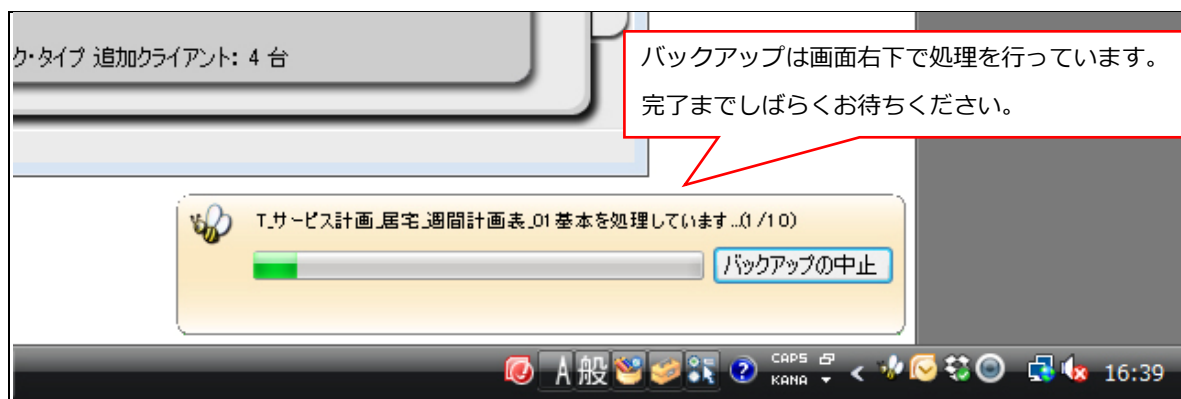 ク・タイプ 追加クライアント: 4 台
バックアップは画面右下で処理を行っています。
完了までしばらくお待ちください。
T_サービス計画_居宅_週間計画表_01基本を処理しています...(1/10)
バックアップの中止
A 般 CAPS KANA 16:39